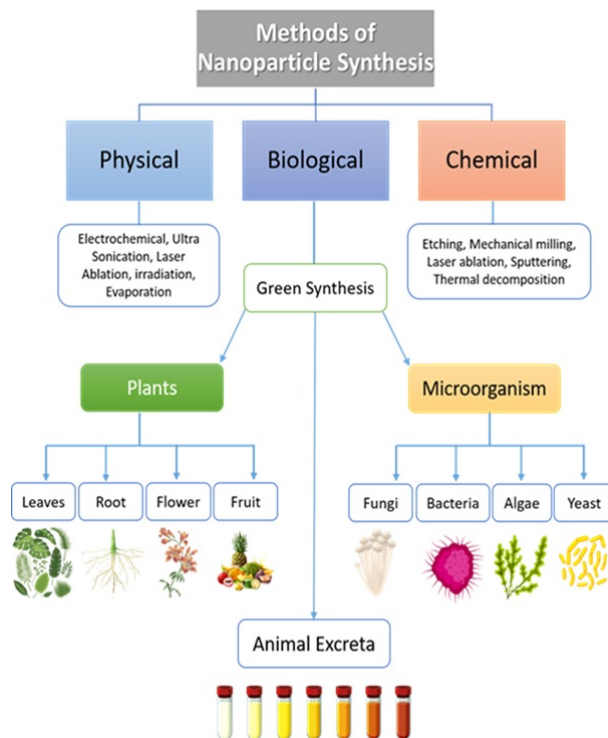 Methods of
Nanoparticle Synthesis
Physical
Biological
Chemical
Electrochemical, Ultra
Sonication, Laser
Ablation, irradiation,
Evaporation
Etching, Mechanical milling,
Laser ablation, Sputtering,
Thermal decomposition
Green Synthesis
Plants
Microorganism
Leaves
Root
Flower
Fruit
Fungi
Bacteria
Algae
Yeast
Animal Excreta